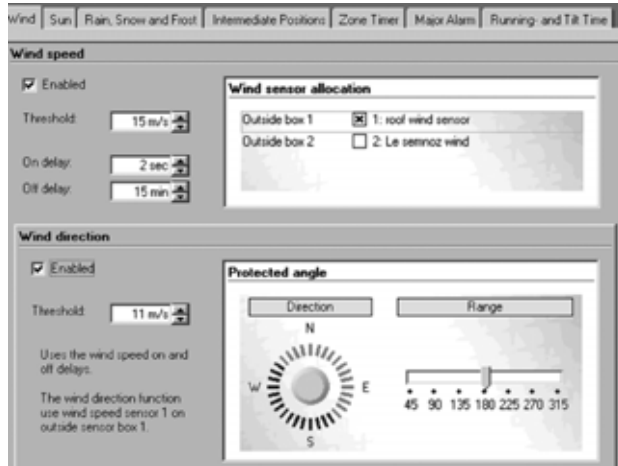 Wind Sun Rain, Snow and Frost Intermediate Positions Zone Timer Major Alarm Running- and Tilt Time
Wind speed
Enabled
Threshold: 15 m/s
On delay: 2 sec
Off delay: 15 min
Wind sensor allocation
Outside box 1 1: roof wind sensor
Outside box 2 2: Le semnoz wind
Wind direction
Enabled
Threshold: 11 m/s
Uses the wind speed on and
off delays.
The wind direction function
use wind speed sensor 1 on
outside sensor box 1.
Protected angle
Direction Range
N
W E
S
45 90 135 180 225 270 315